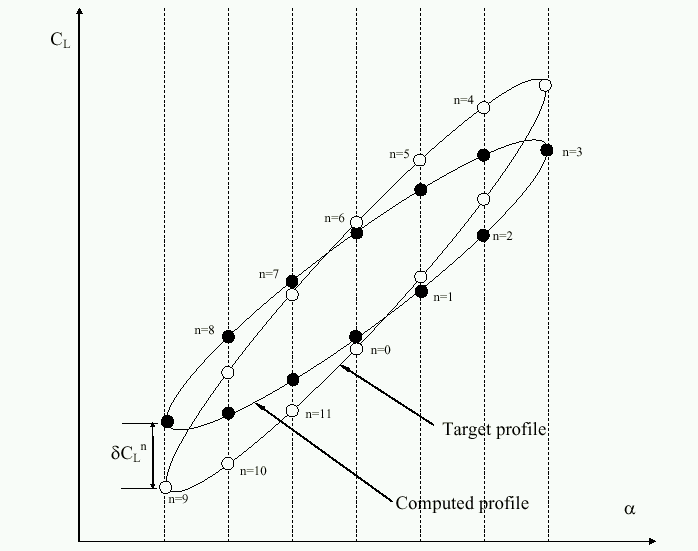 C_L
n=4
n=5
n=3
n=6
n=2
n=7
n=1
n=8
n=0
n=11
Target profile
δC_L^n
n=10
n=9
Computed profile
α